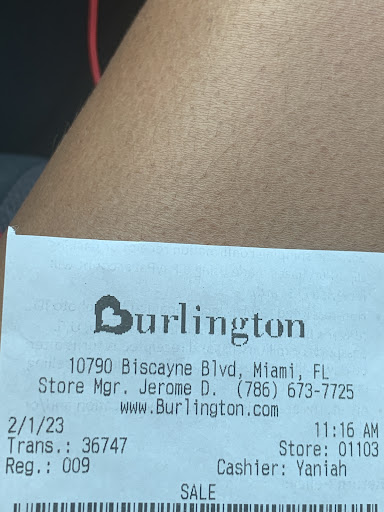 Burlington
10790 Biscayne Blvd, Miami, FL
Store Mgr. Jerome D. (786) 673-7725
www.Burlington.com
2/1/23 11:16 AM
Trans.: 36747 Store: 01103
Reg.: 009 Cashier: Yaniah
SALE